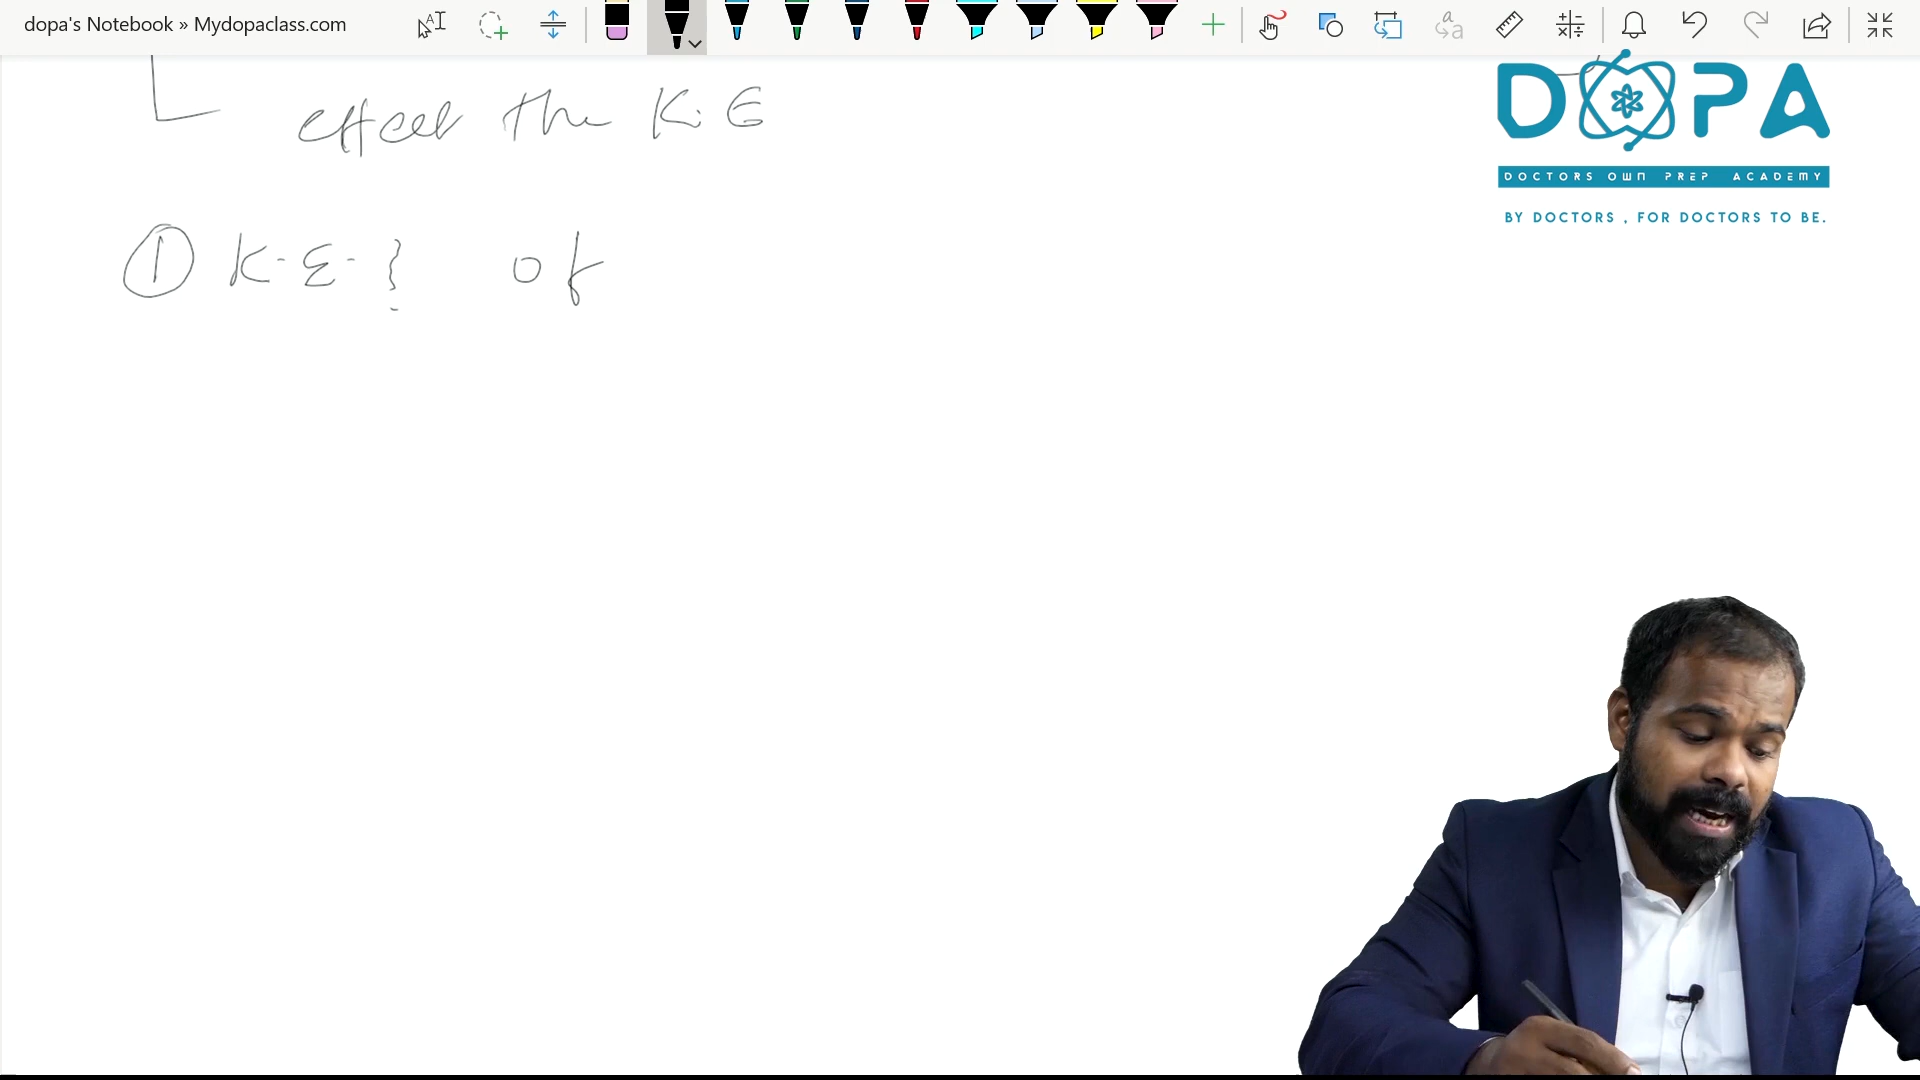 dopa's Notebook » Mydopaclass.com
DOPA
DOCTORS OWN PREP ACADEMY
BY DOCTORS , FOR DOCTORS TO BE.
effect the K.E
① K.E. of